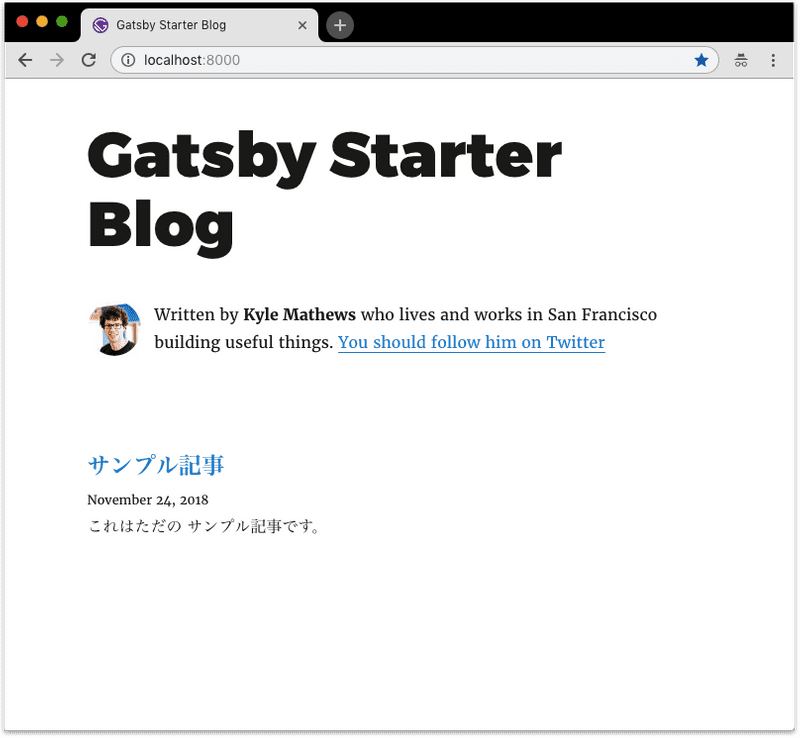 Gatsby Starter Blog
localhost:8000
Gatsby Starter
Blog
Written by Kyle Mathews who lives and works in San Francisco
building useful things. You should follow him on Twitter
サンプル記事
November 24, 2018
これはただの サンプル記事です。